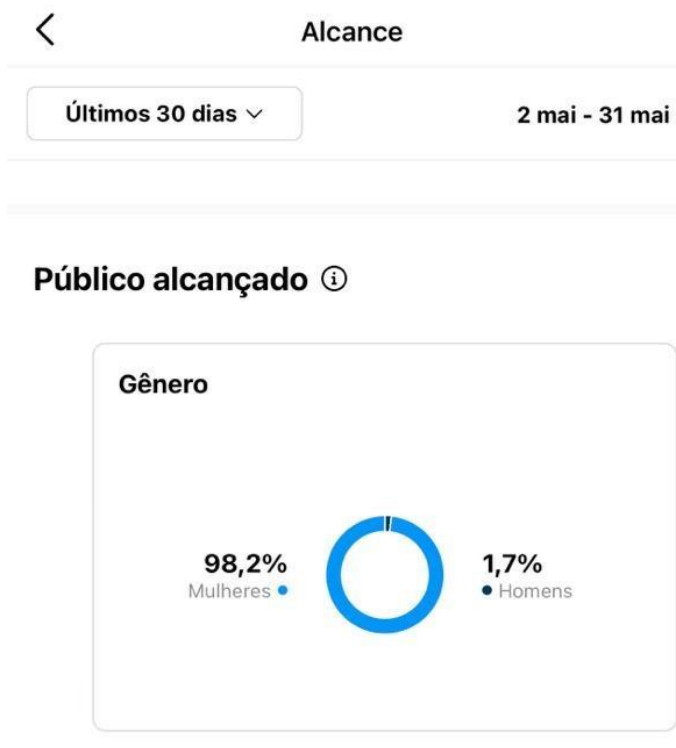 Alcance
Últimos 30 dias
2 mai - 31 mai
Público alcançado
Gênero
98,2%
Mulheres
1,7%
Homens